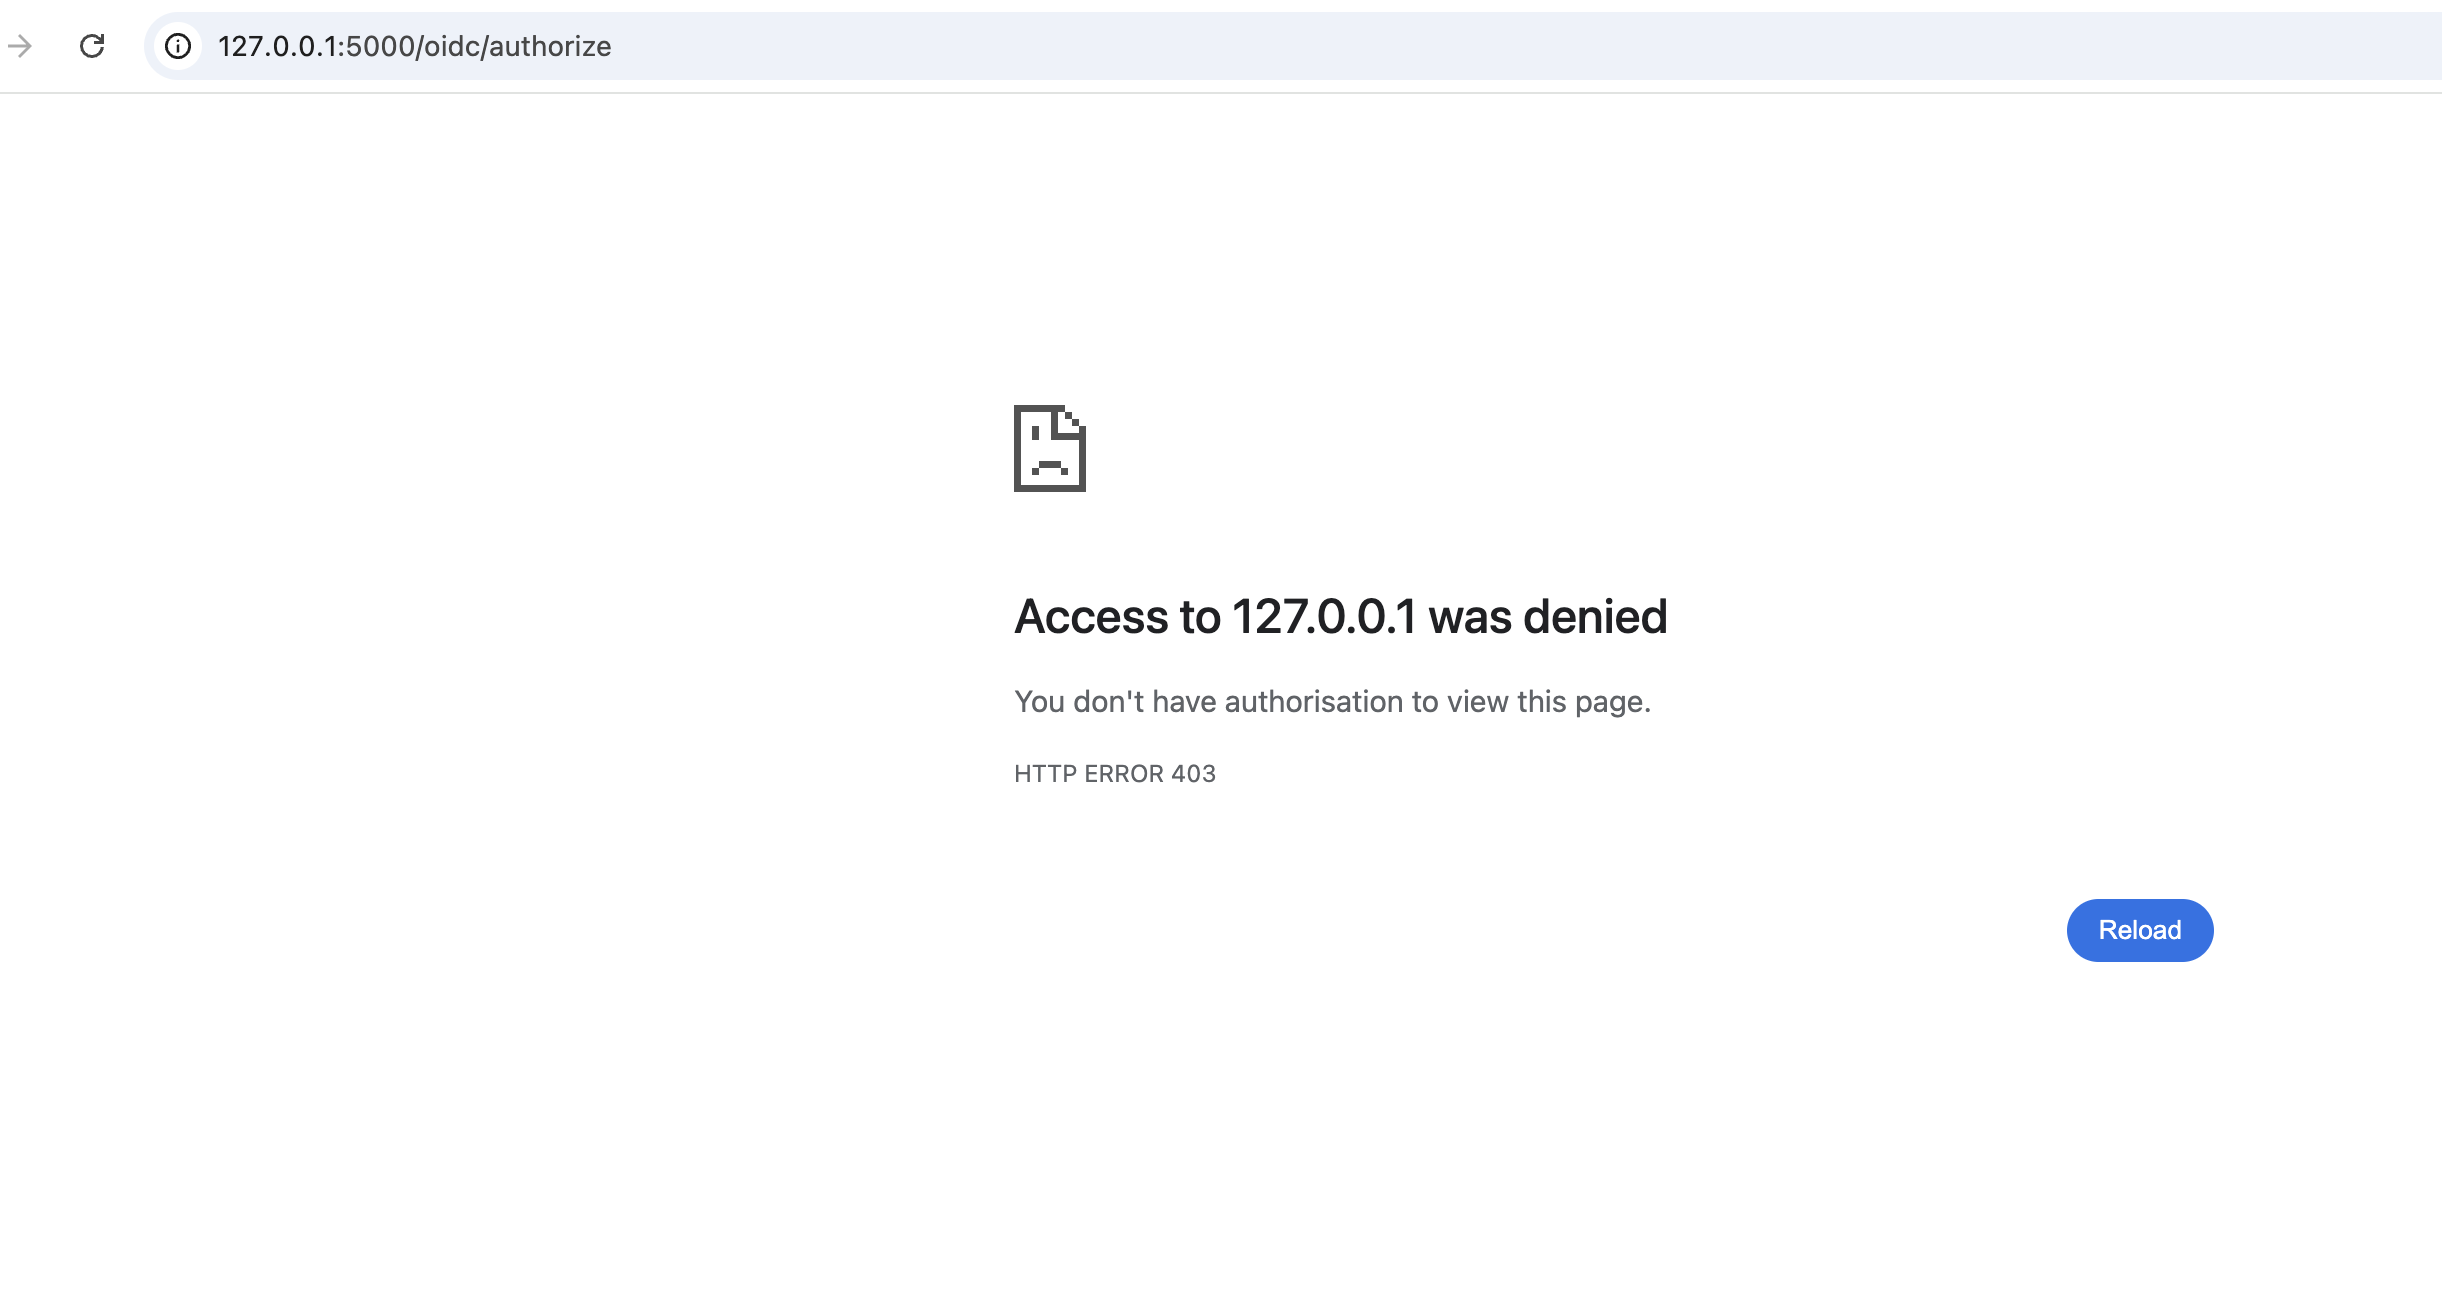 127.0.0.1:5000/oidc/authorize
Access to 127.0.0.1 was denied
You don't have authorisation to view this page.
HTTP ERROR 403
Reload